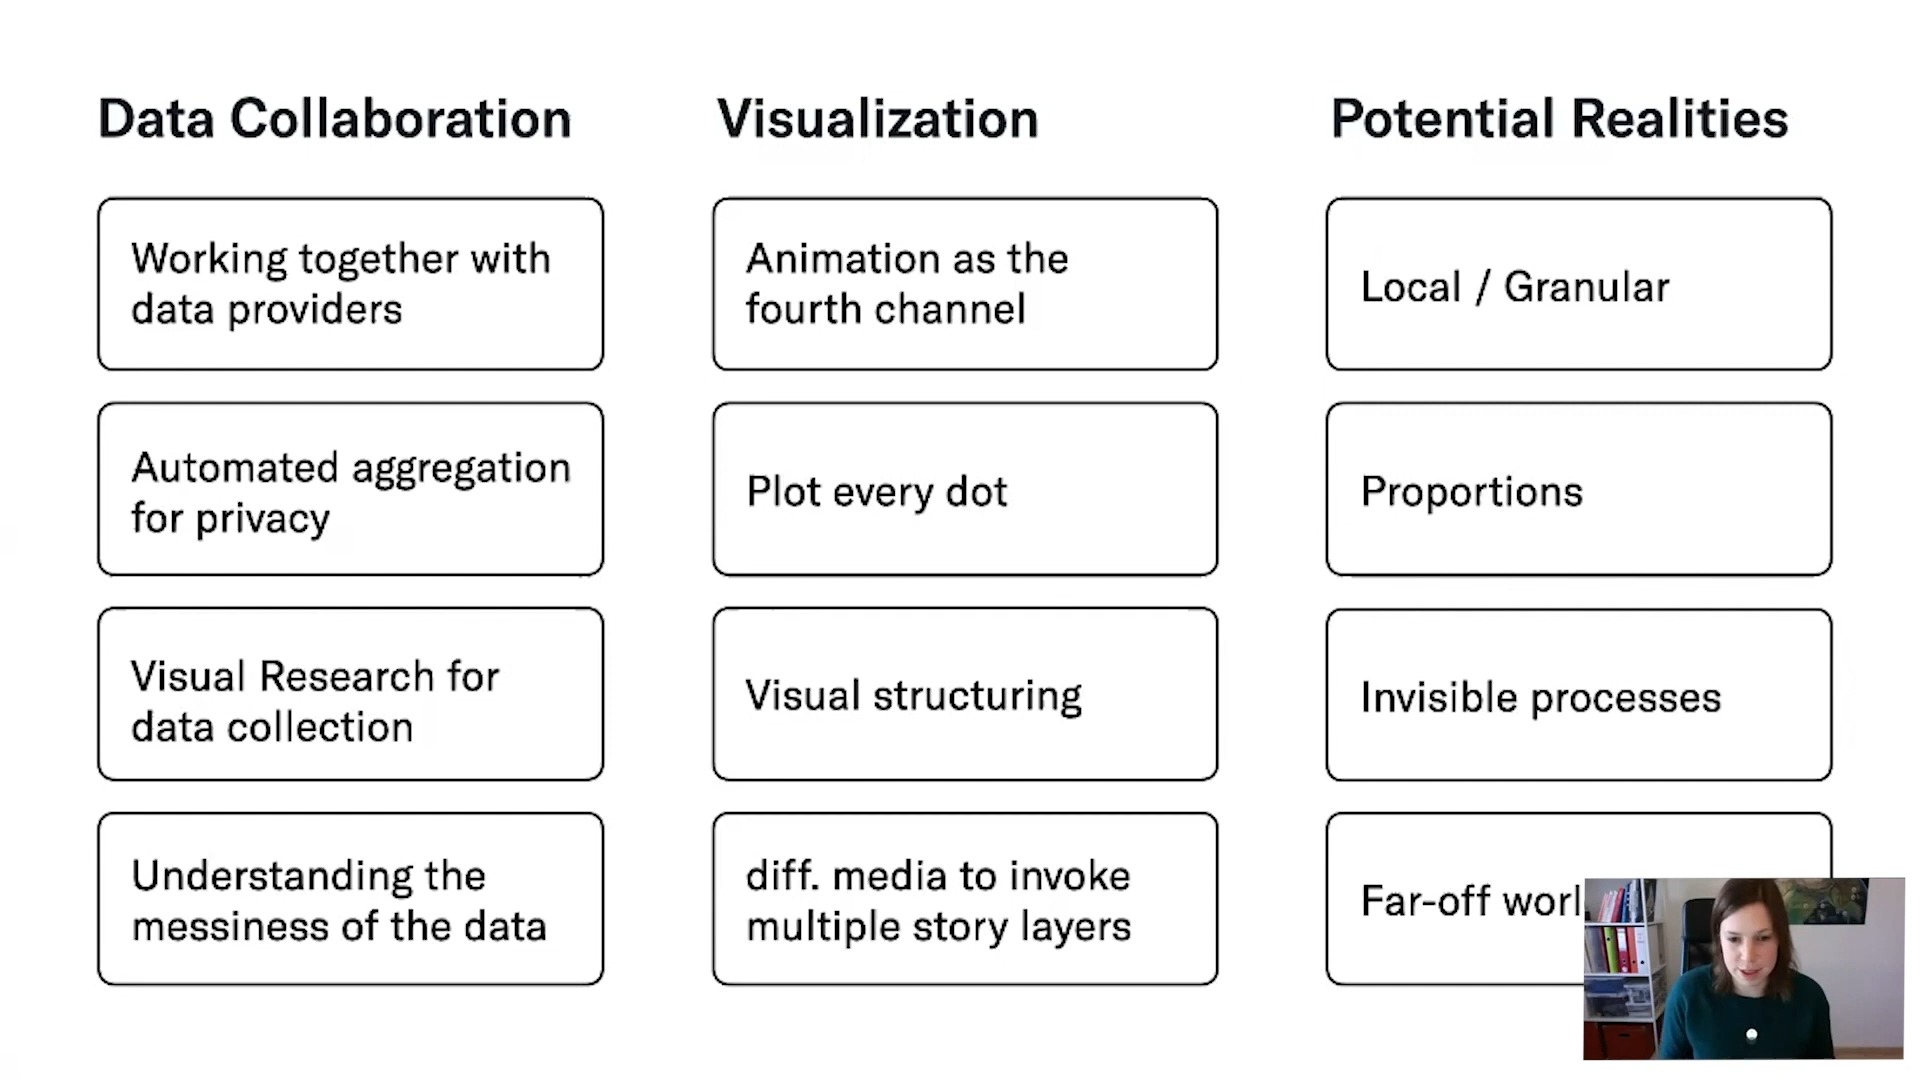 Data Collaboration
Working together with
data providers
Automated aggregation
for privacy
Visual Research for
data collection
Understanding the
messiness of the data
Visualization
Animation as the
fourth channel
Plot every dot
Visual structuring
diff. media to invoke
multiple story layers
Potential Realities
Local / Granular
Proportions
Invisible processes
Far-off